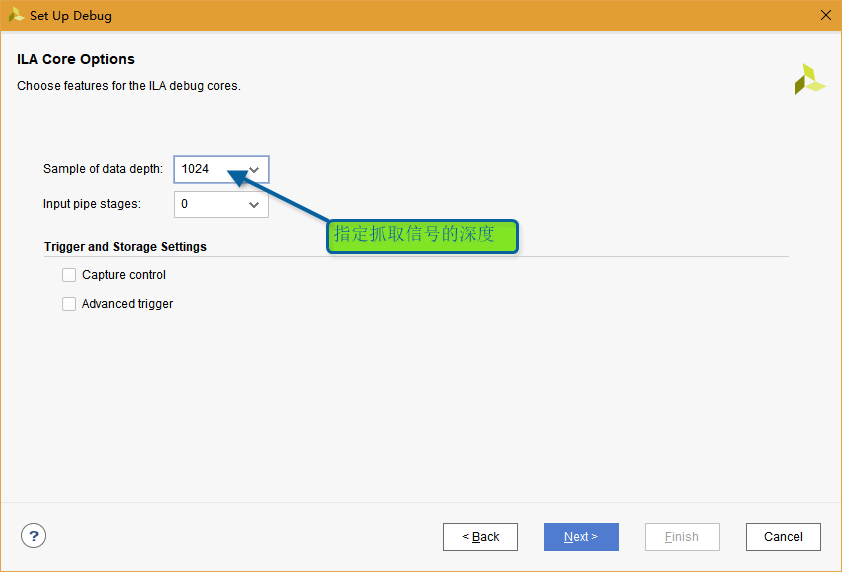 Set Up Debug
ILA Core Options
Choose features for the ILA debug cores.
Sample of data depth: 1024
Input pipe stages: 0
指定抓取信号的深度
Trigger and Storage Settings
Capture control
Advanced trigger
?
< Back
Next >
Finish
Cancel